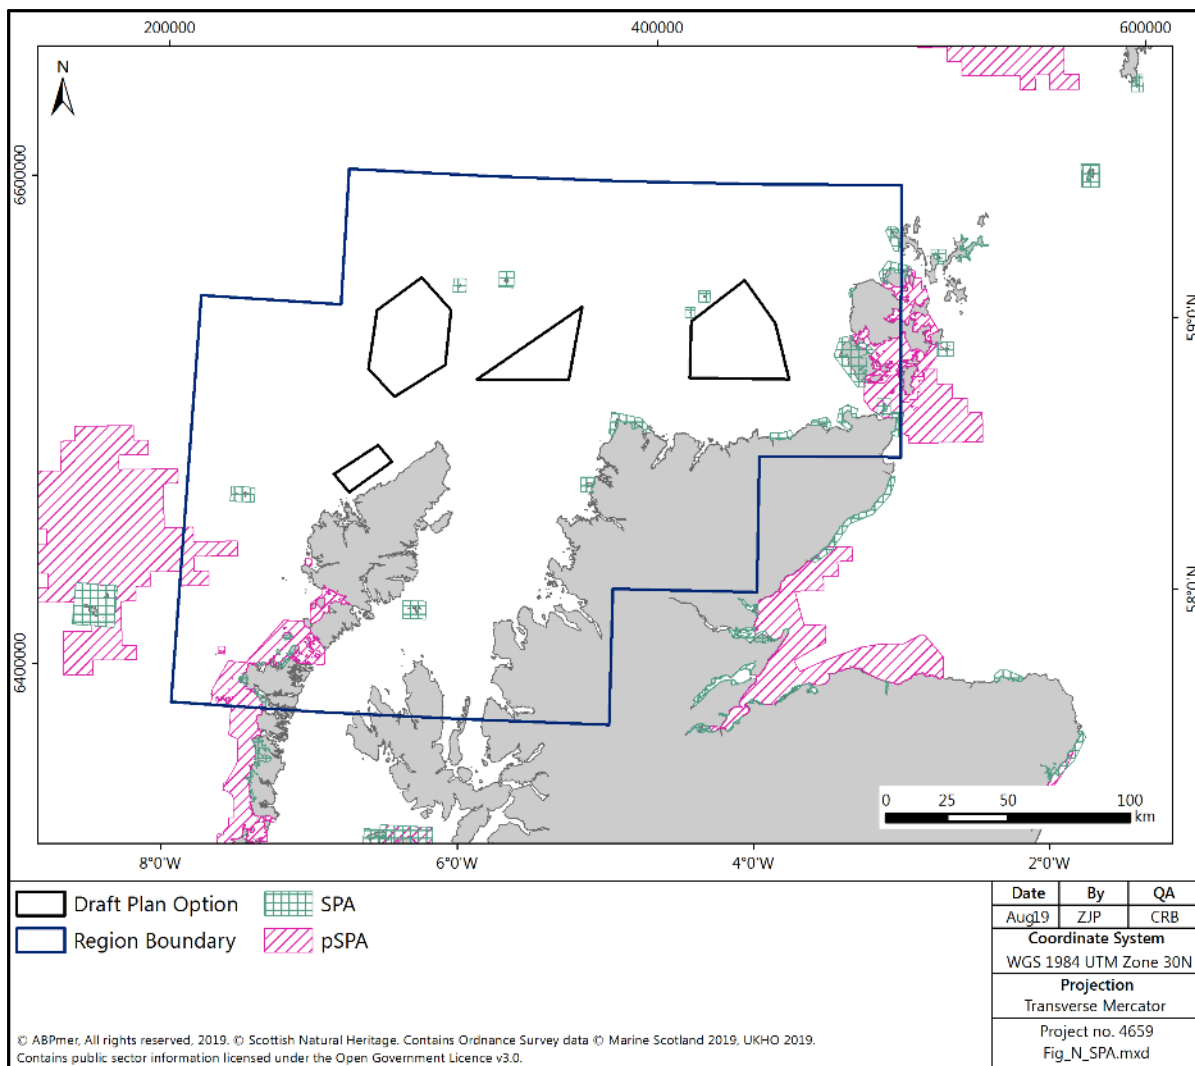 200000
400000
600000
N
6600000
59°0'N
58°0'N
6400000
0
25
50
100
km
8°0'W
6°0'W
4°0'W
2°0'W
Draft Plan Option
SPA
Region Boundary
pSPA
Date
By
QA
Aug19
ZJP
CRB
Coordinate System
WGS 1984 UTM Zone 30N
Projection
Transverse Mercator
Project no. 4659
Fig_N_SPA.mxd
© ABPmer, All rights reserved, 2019. © Scottish Natural Heritage. Contains Ordnance Survey data © Marine Scotland 2019, UKHO 2019.
Contains public sector information licensed under the Open Government Licence v3.0.